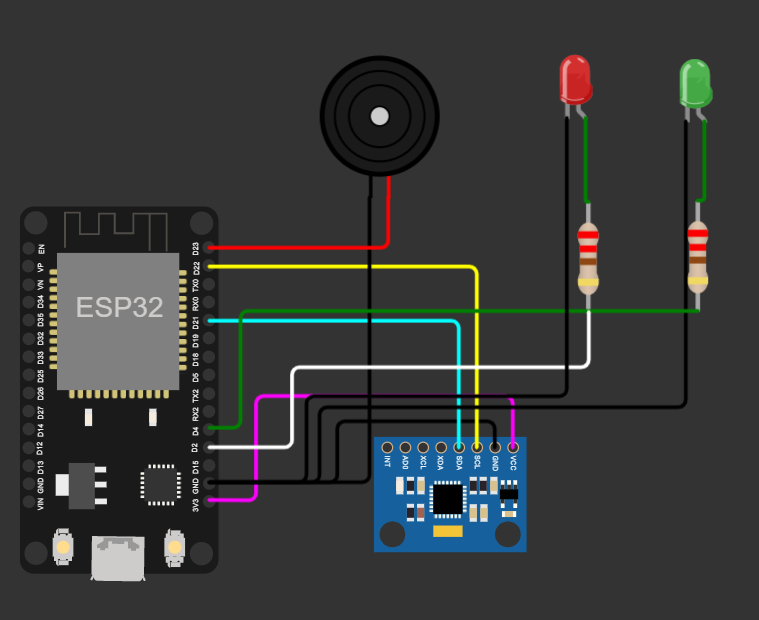 ESP32
EN
VP
VN
D34
D35
D32
D33
D25
D26
D27
D14
D12
D13
GND
VIN
D23
D22
TX0
RX0
D21
D19
D18
D5
TX2
RX2
D4
D2
D15
GND
3V3
INT
AD0
XCL
XDA
SDA
SCL
GND
VCC